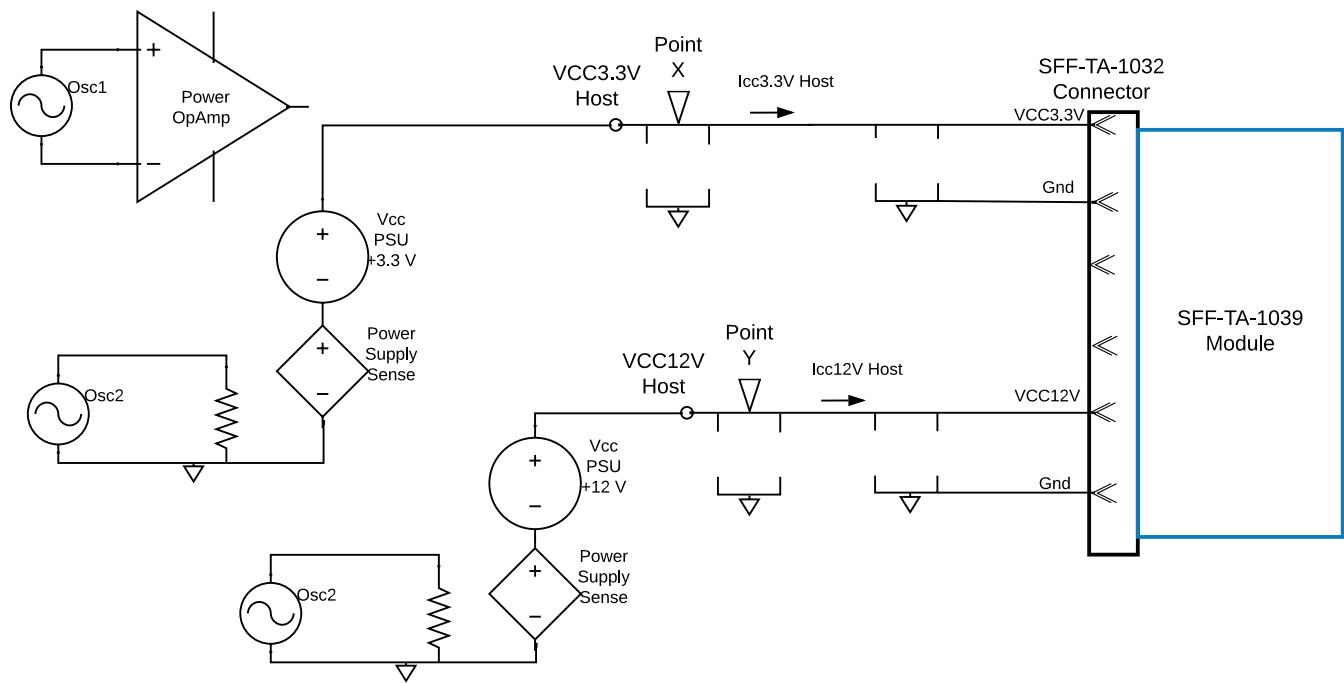 Osc1
+
−
Power
OpAmp
VCC3.3V
Host
Point
X
Icc3.3V Host
SFF-TA-1032
Connector
VCC3.3V
Gnd
Vcc
PSU
+3.3 V
+
−
Power
Supply
Sense
+
−
Osc2
SFF-TA-1039
Module
VCC12V
Host
Point
Y
Icc12V Host
VCC12V
Gnd
Vcc
PSU
+12 V
+
−
Power
Supply
Sense
+
−
Osc2